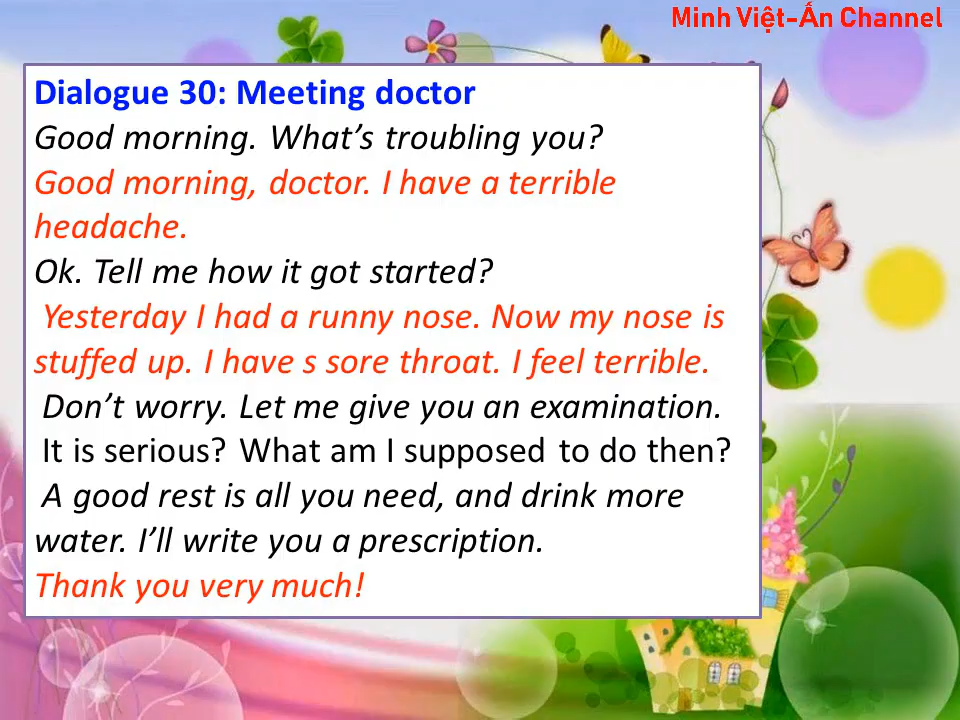 Minh Việt-Ấn Channel
Dialogue 30: Meeting doctor
Good morning. What’s troubling you?
Good morning, doctor. I have a terrible
headache.
Ok. Tell me how it got started?
Yesterday I had a runny nose. Now my nose is
stuffed up. I have s sore throat. I feel terrible.
Don’t worry. Let me give you an examination.
It is serious? What am I supposed to do then?
A good rest is all you need, and drink more
water. I’ll write you a prescription.
Thank you very much!